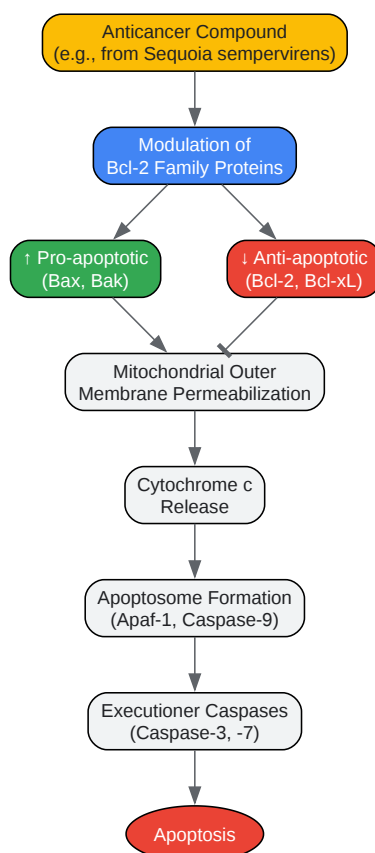 Anticancer Compound
(e.g., from Sequoia sempervirens)
Modulation of
Bcl-2 Family Proteins
↑ Pro-apoptotic
(Bax, Bak)
↓ Anti-apoptotic
(Bcl-2, Bcl-xL)
Mitochondrial Outer
Membrane Permeabilization
Cytochrome c
Release
Apoptosome Formation
(Apaf-1, Caspase-9)
Executioner Caspases
(Caspase-3, -7)
Apoptosis